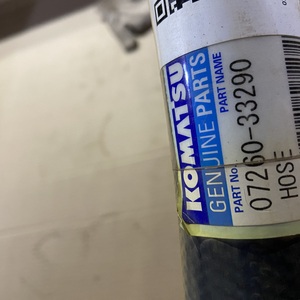 KOMATSU
GENUINE PARTS
PART No. PART NAME
07260-33290
HOSE